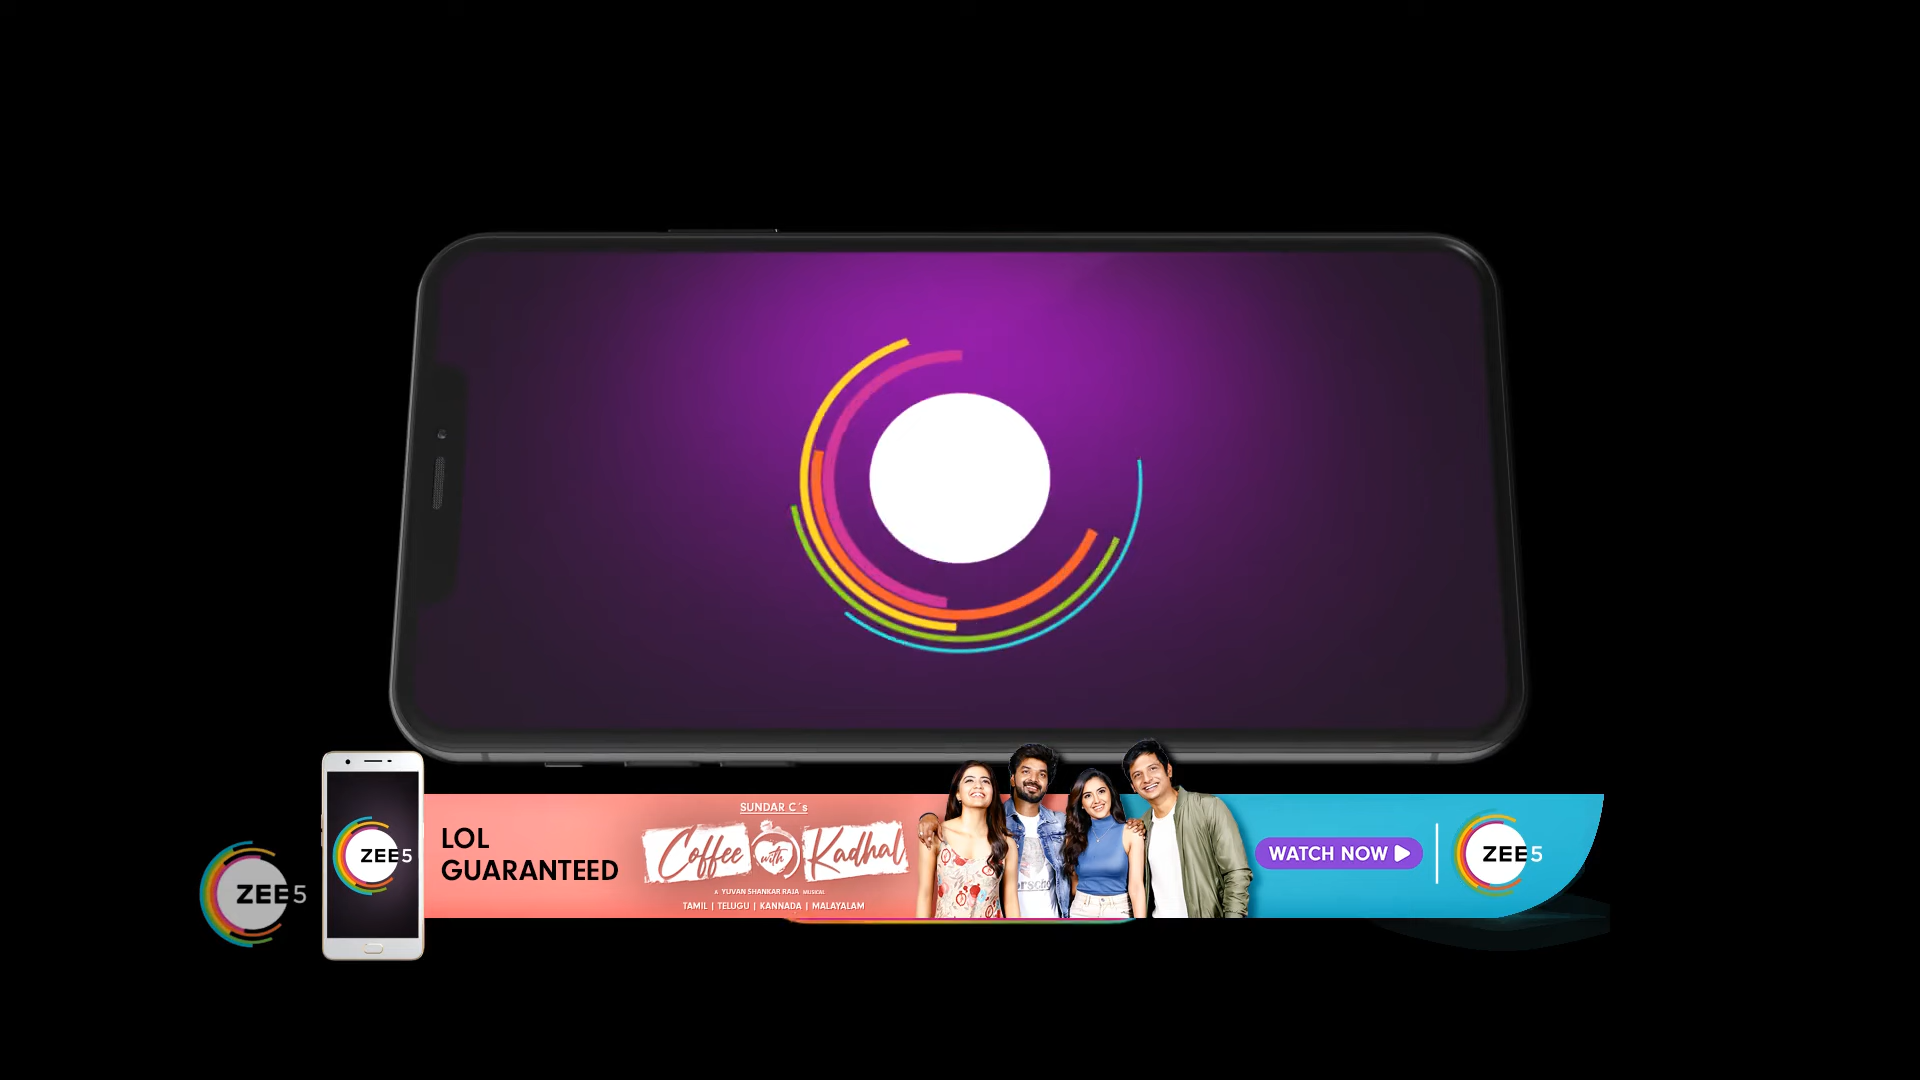 ZEE5
ZEE5
LOL
GUARANTEED
SUNDAR C's
Coffee with Kadhal
A YUVAN SHANKAR RAJA MUSICAL
TAMIL | TELUGU | KANNADA | MALAYALAM
WATCH NOW
ZEE5